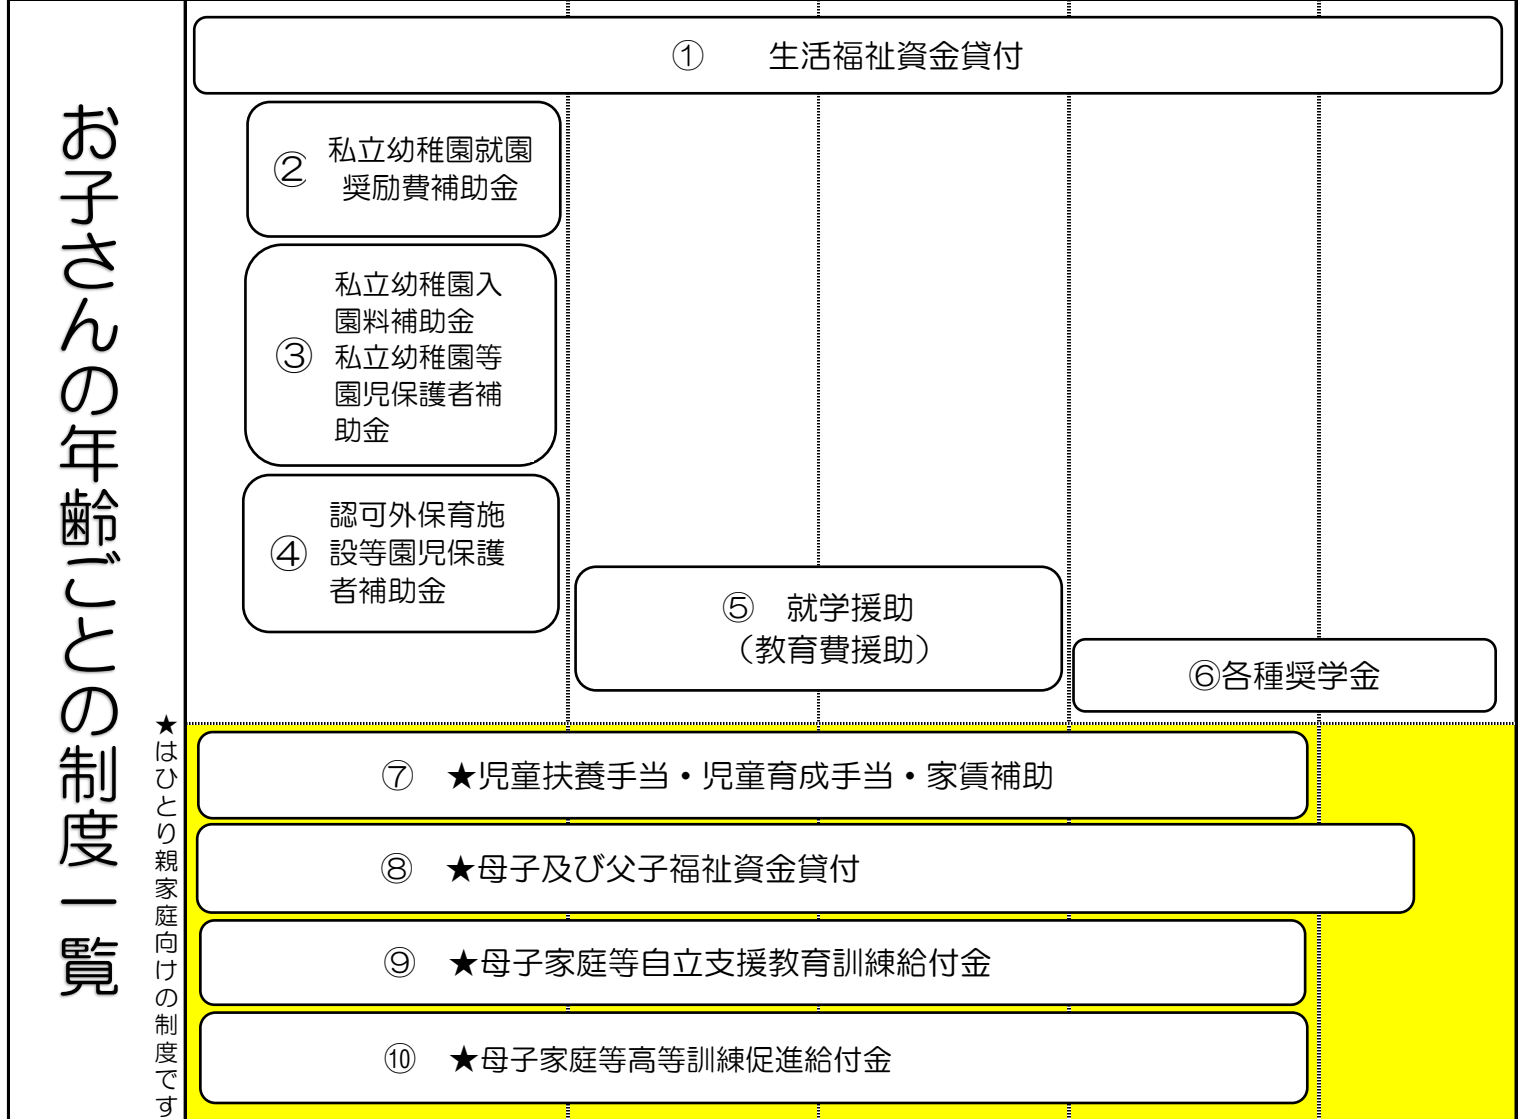 お子さんの年齢ごとの制度一覧
★はひとり親家庭向けの制度です
① 生活福祉資金貸付
② 私立幼稚園就園
奨励費補助金
③
私立幼稚園入
園料補助金
私立幼稚園等
園児保護者補
助金
④
認可外保育施
設等園児保護
者補助金
⑤ 就学援助
（教育費援助）
⑥各種奨学金
⑦ ★児童扶養手当・児童育成手当・家賃補助
⑧ ★母子及び父子福祉資金貸付
⑨ ★母子家庭等自立支援教育訓練給付金
⑩ ★母子家庭等高等訓練促進給付金